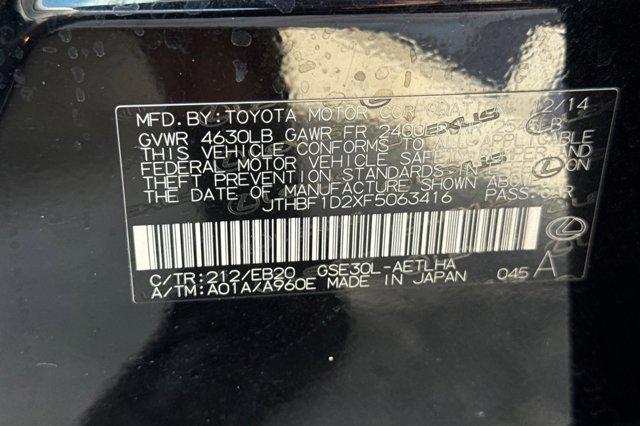 MFD. BY: TOYOTA MOTOR CORPORATION 12/14
GVWR 4630LB GAWR FR 2400LB
THIS VEHICLE CONFORMS TO ALL APPLICABLE
FEDERAL MOTOR VEHICLE SAFETY AND
THEFT PREVENTION STANDARDS IN ON
THE DATE OF MANUFACTURE SHOWN ABOVE.
JTHBF1D2XF5063416 PASS. CAR
C/TR: 212/EB20 GSE30L-AETLHA
A/TM: A01A/A960E MADE IN JAPAN 045 A